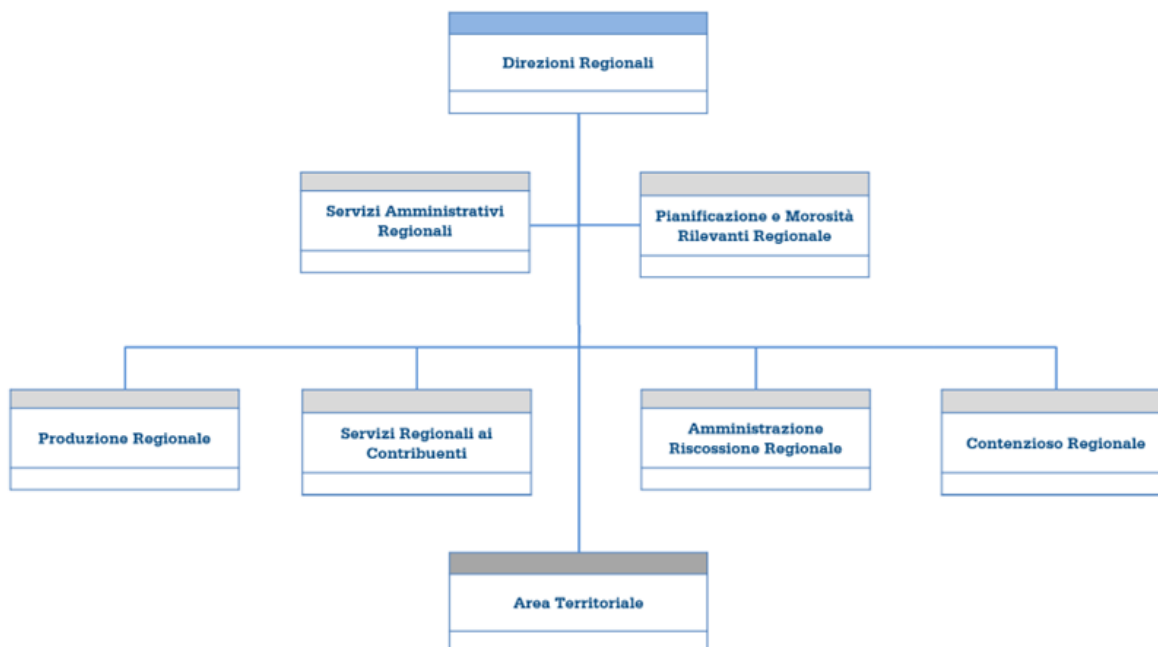 Direzioni Regionali
Servizi Amministrativi
Regionali
Pianificazione e Morosità
Rilevanti Regionale
Produzione Regionale
Servizi Regionali ai
Contribuenti
Amministrazione
Riscossione Regionale
Contenzioso Regionale
Area Territoriale